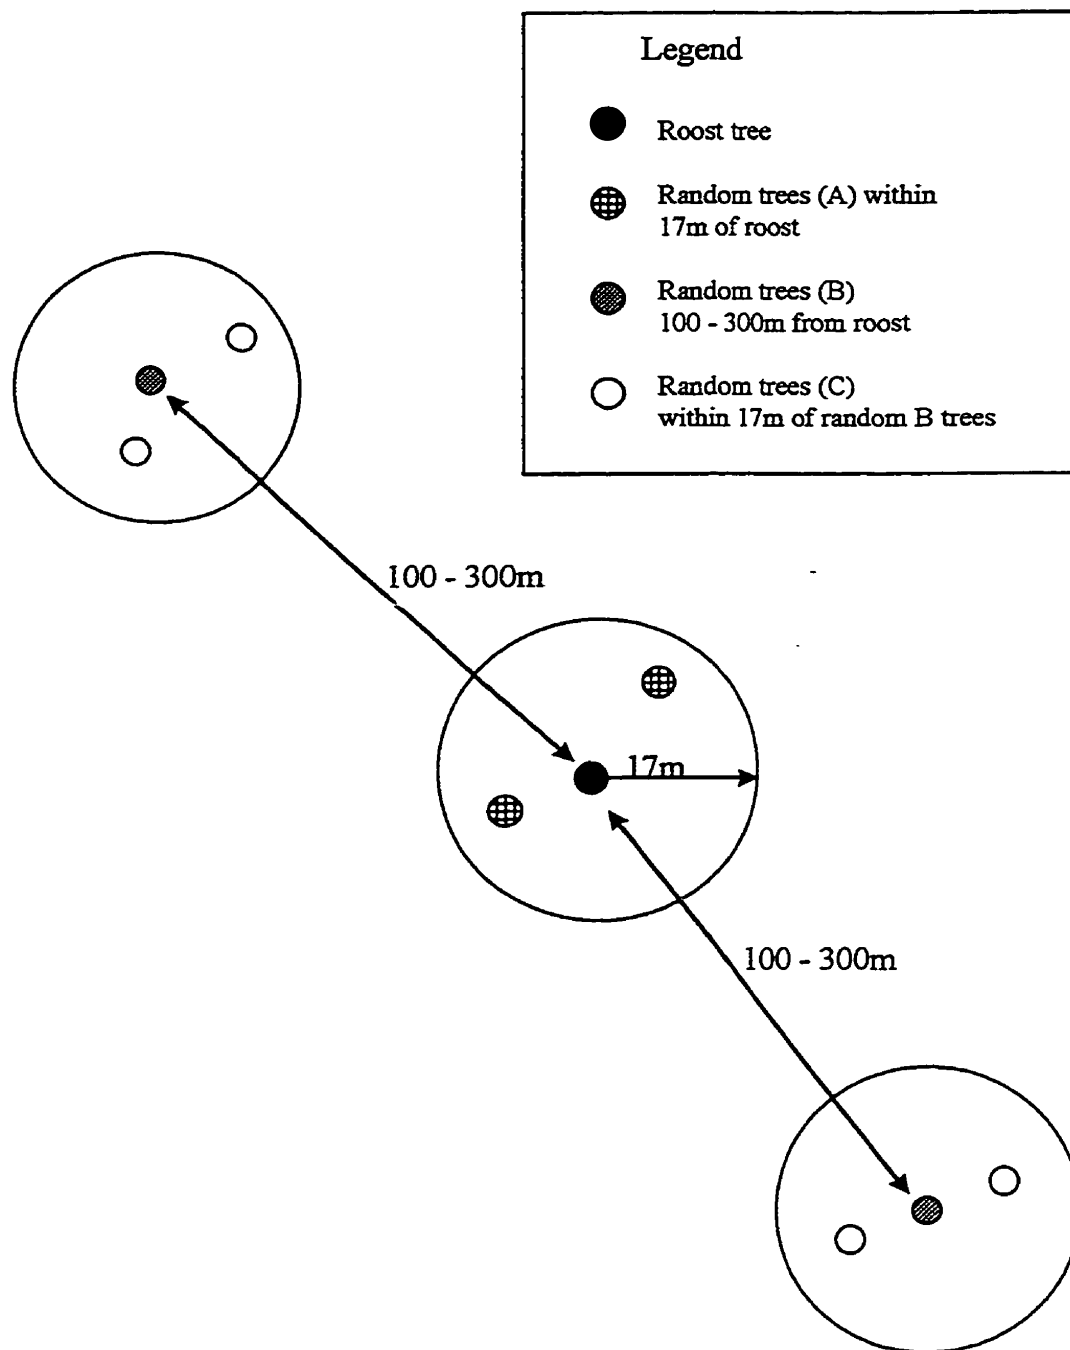 Legend
Roost tree
Random trees (A) within
17m of roost
Random trees (B)
100 - 300m from roost
Random trees (C)
within 17m of random B trees
100 - 300m
17m
100 - 300m